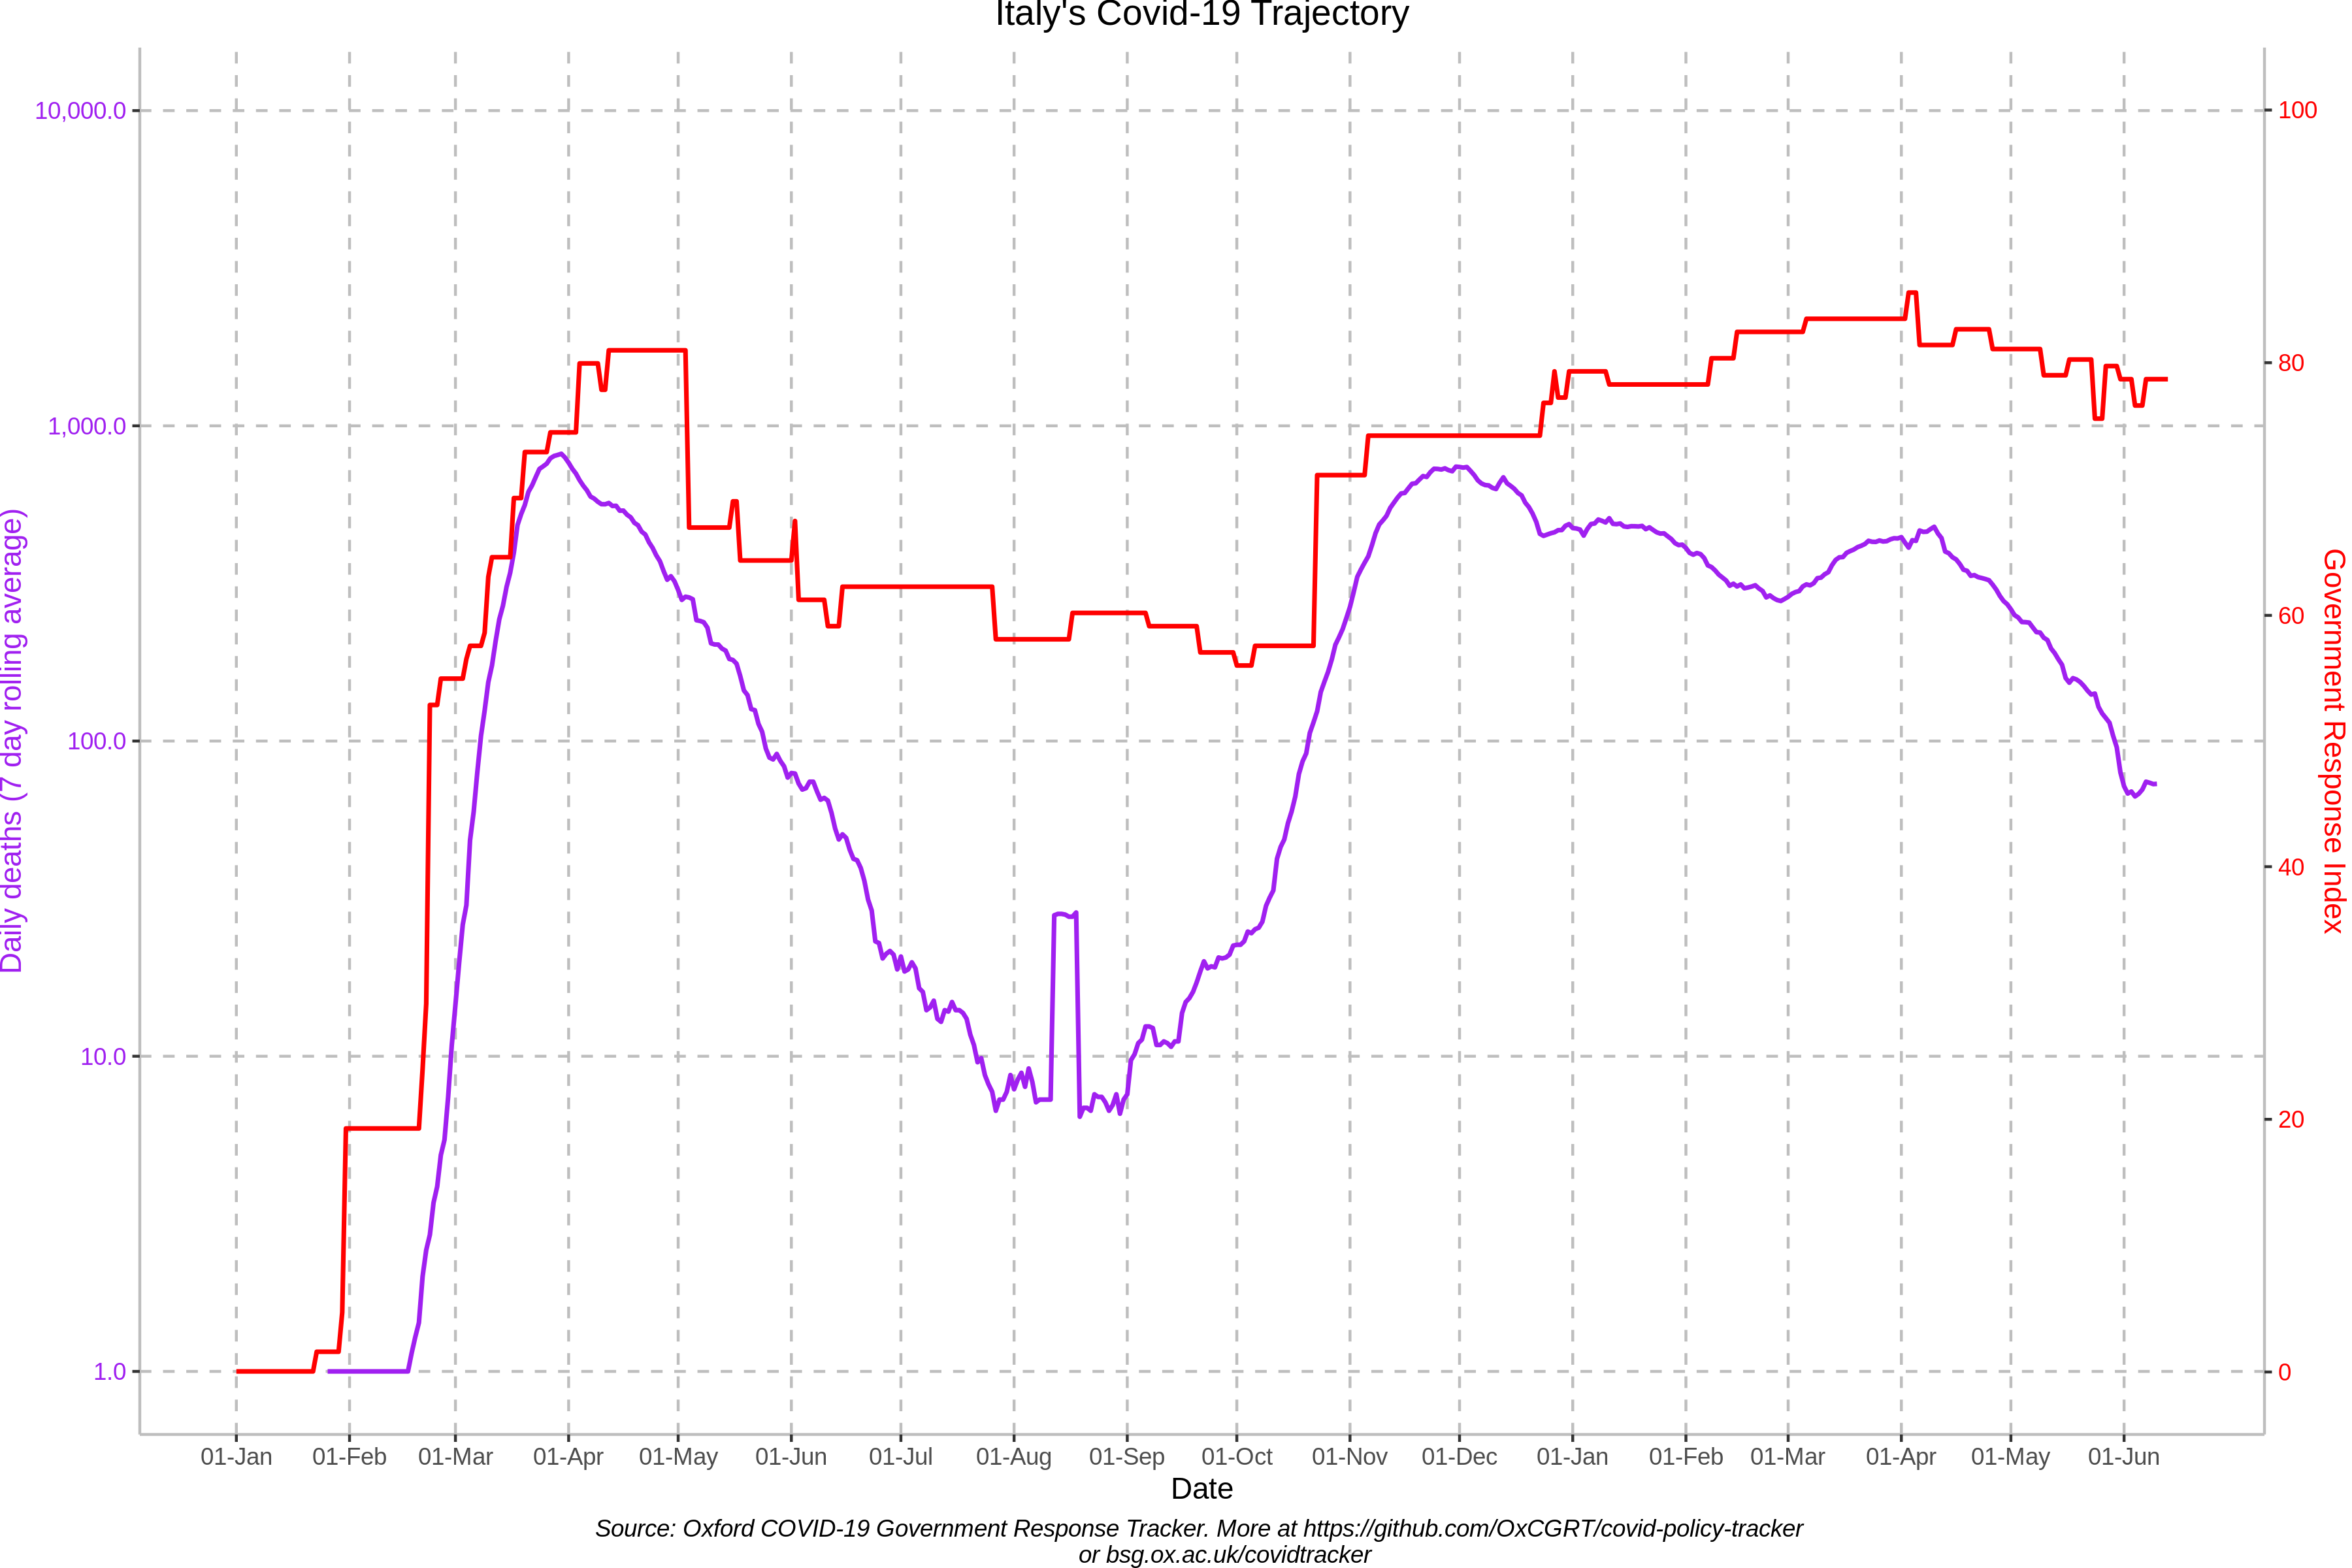 Italy's Covid-19 Trajectory
10,000.0
1,000.0
100.0
10.0
1.0
Daily deaths (7 day rolling average)
100
80
60
40
20
0
Government Response Index
01-Jan 01-Feb 01-Mar 01-Apr 01-May 01-Jun 01-Jul 01-Aug 01-Sep 01-Oct 01-Nov 01-Dec 01-Jan 01-Feb 01-Mar 01-Apr 01-May 01-Jun
Date
Source: Oxford COVID-19 Government Response Tracker. More at https://github.com/OxCGRT/covid-policy-tracker
or bsg.ox.ac.uk/covidtracker